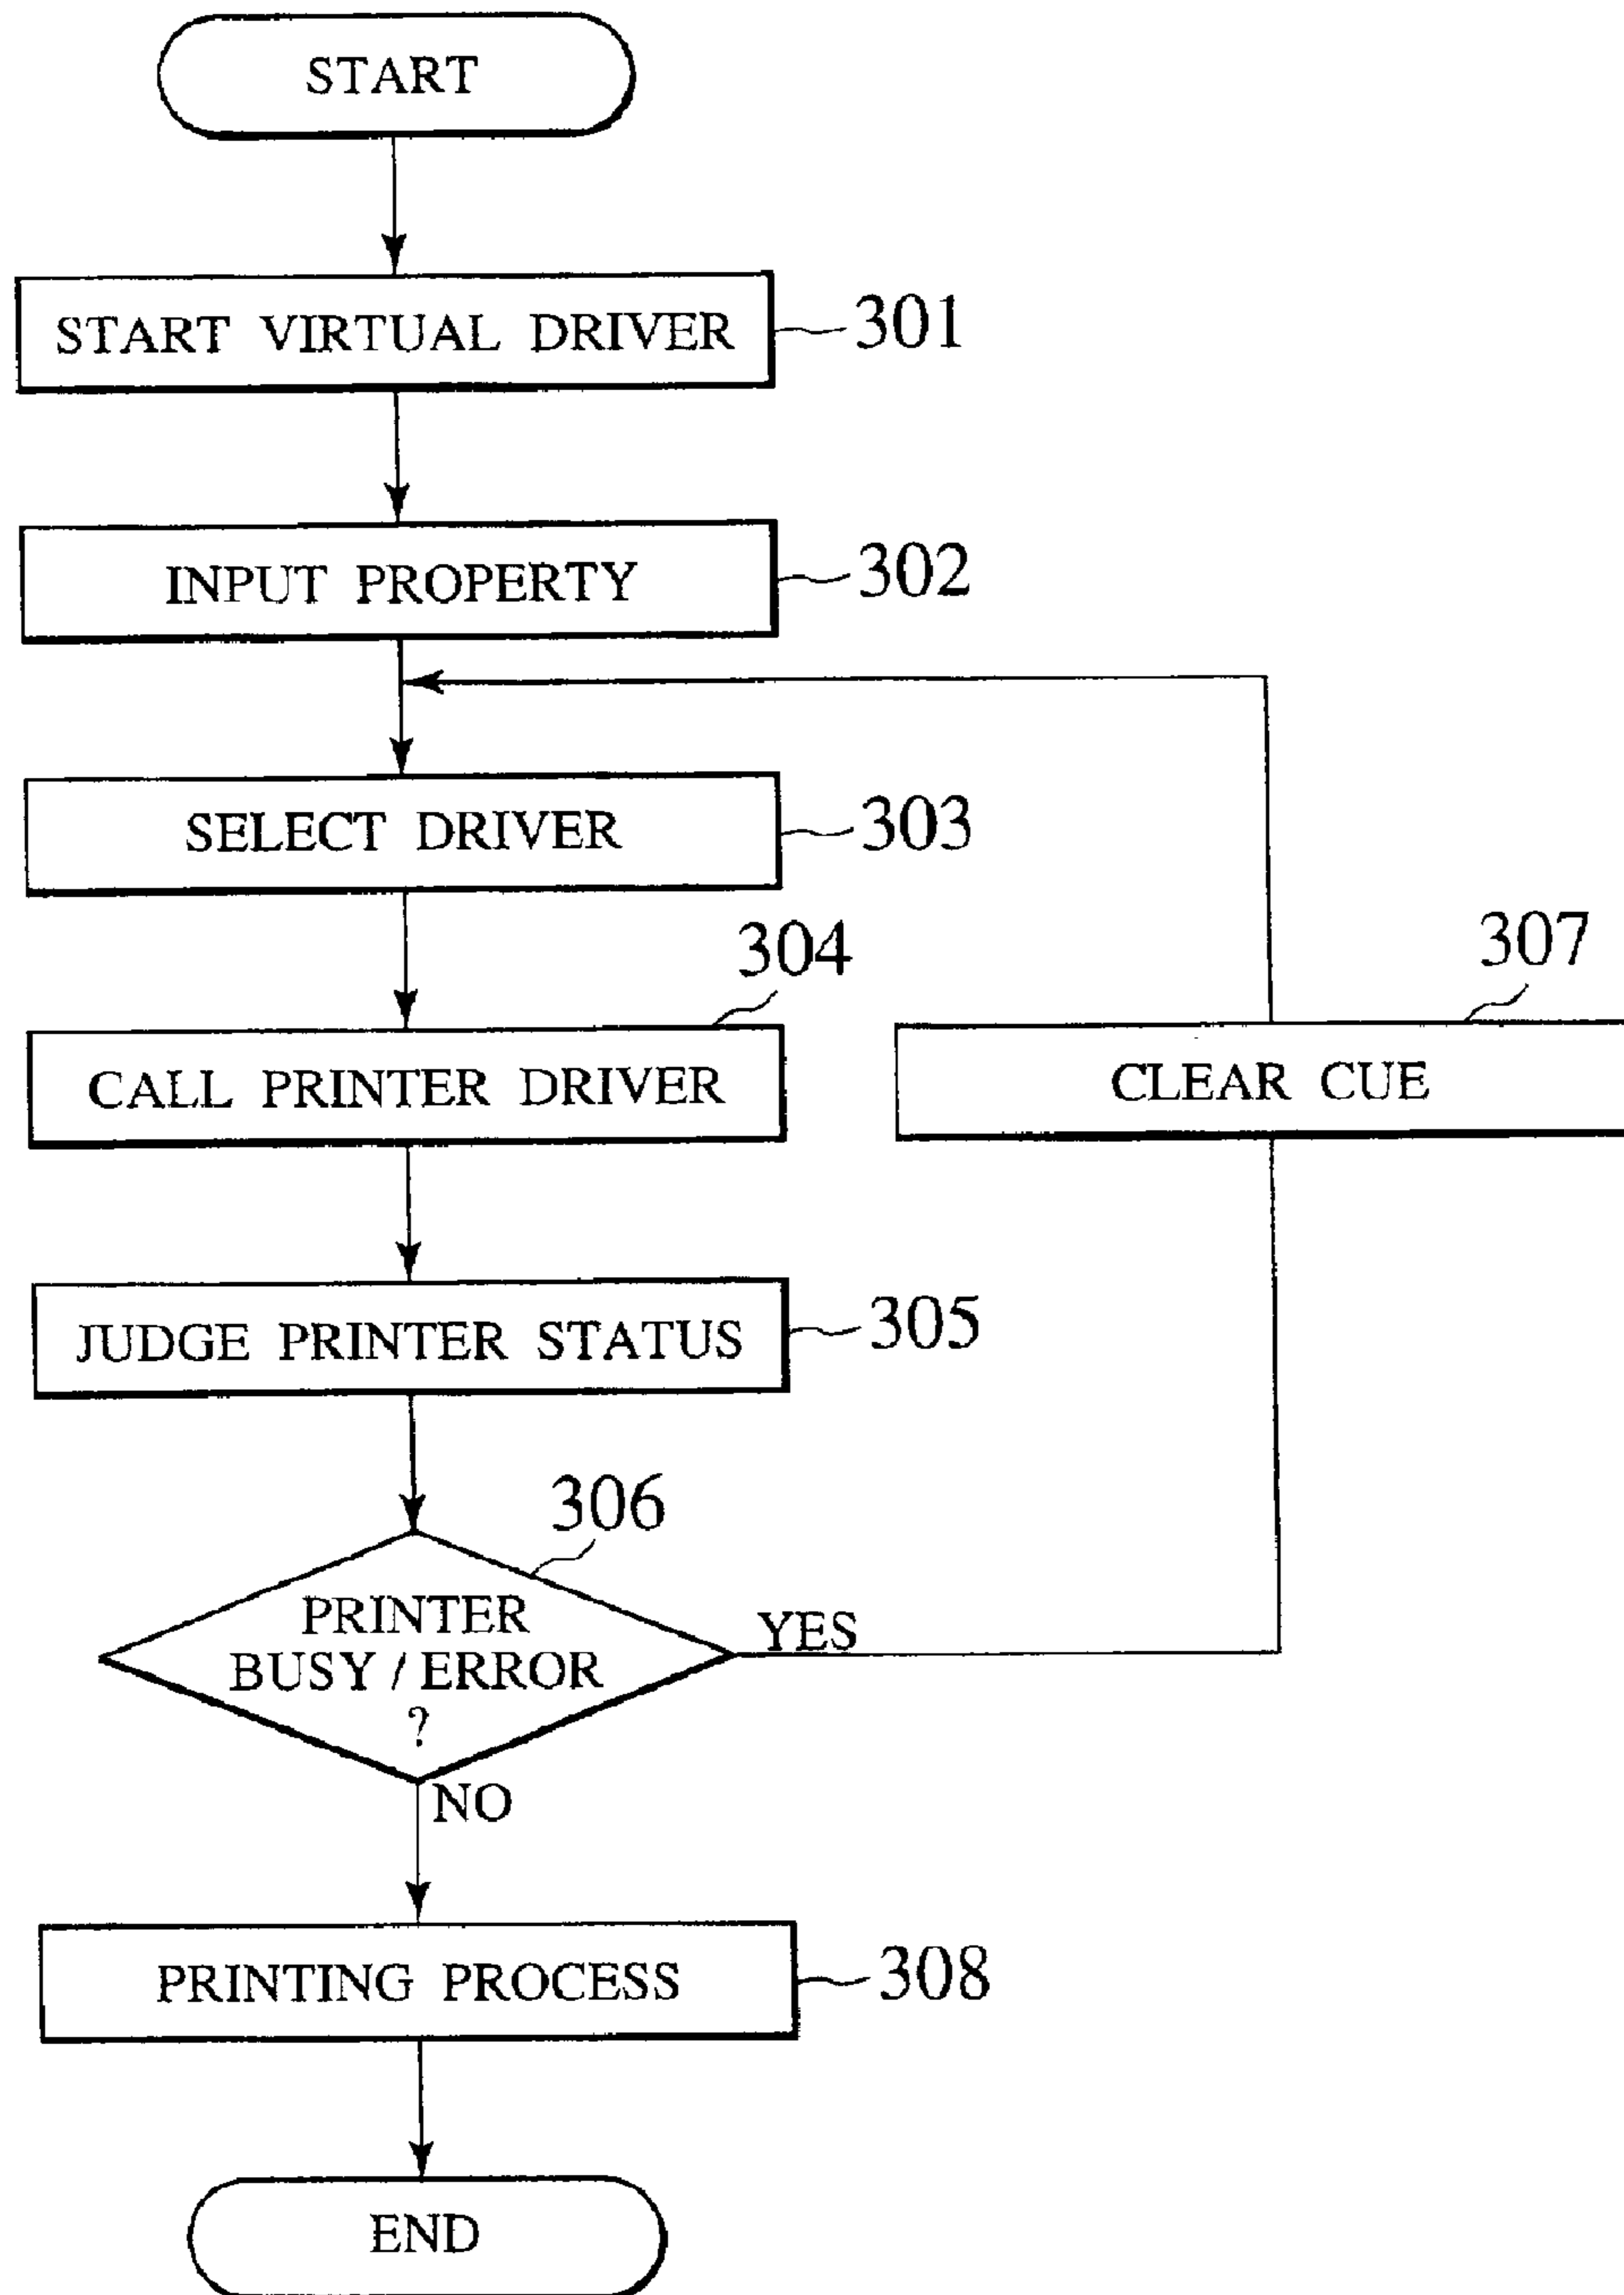 START
START VIRTUAL DRIVER
301
INPUT PROPERTY
302
SELECT DRIVER
303
304
CALL PRINTER DRIVER
307
CLEAR CUE
JUDGE PRINTER STATUS
305
306
PRINTER
BUSY / ERROR
?
YES
NO
PRINTING PROCESS
308
END